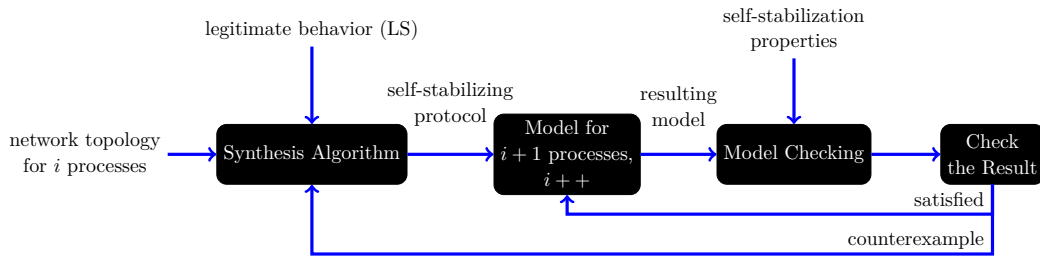 legitimate behavior (LS)
self-stabilization
properties
network topology
for i processes
Synthesis Algorithm
self-stabilizing
protocol
Model for
i + 1 processes,
i + +
resulting
model
Model Checking
Check
the Result
satisfied
counterexample